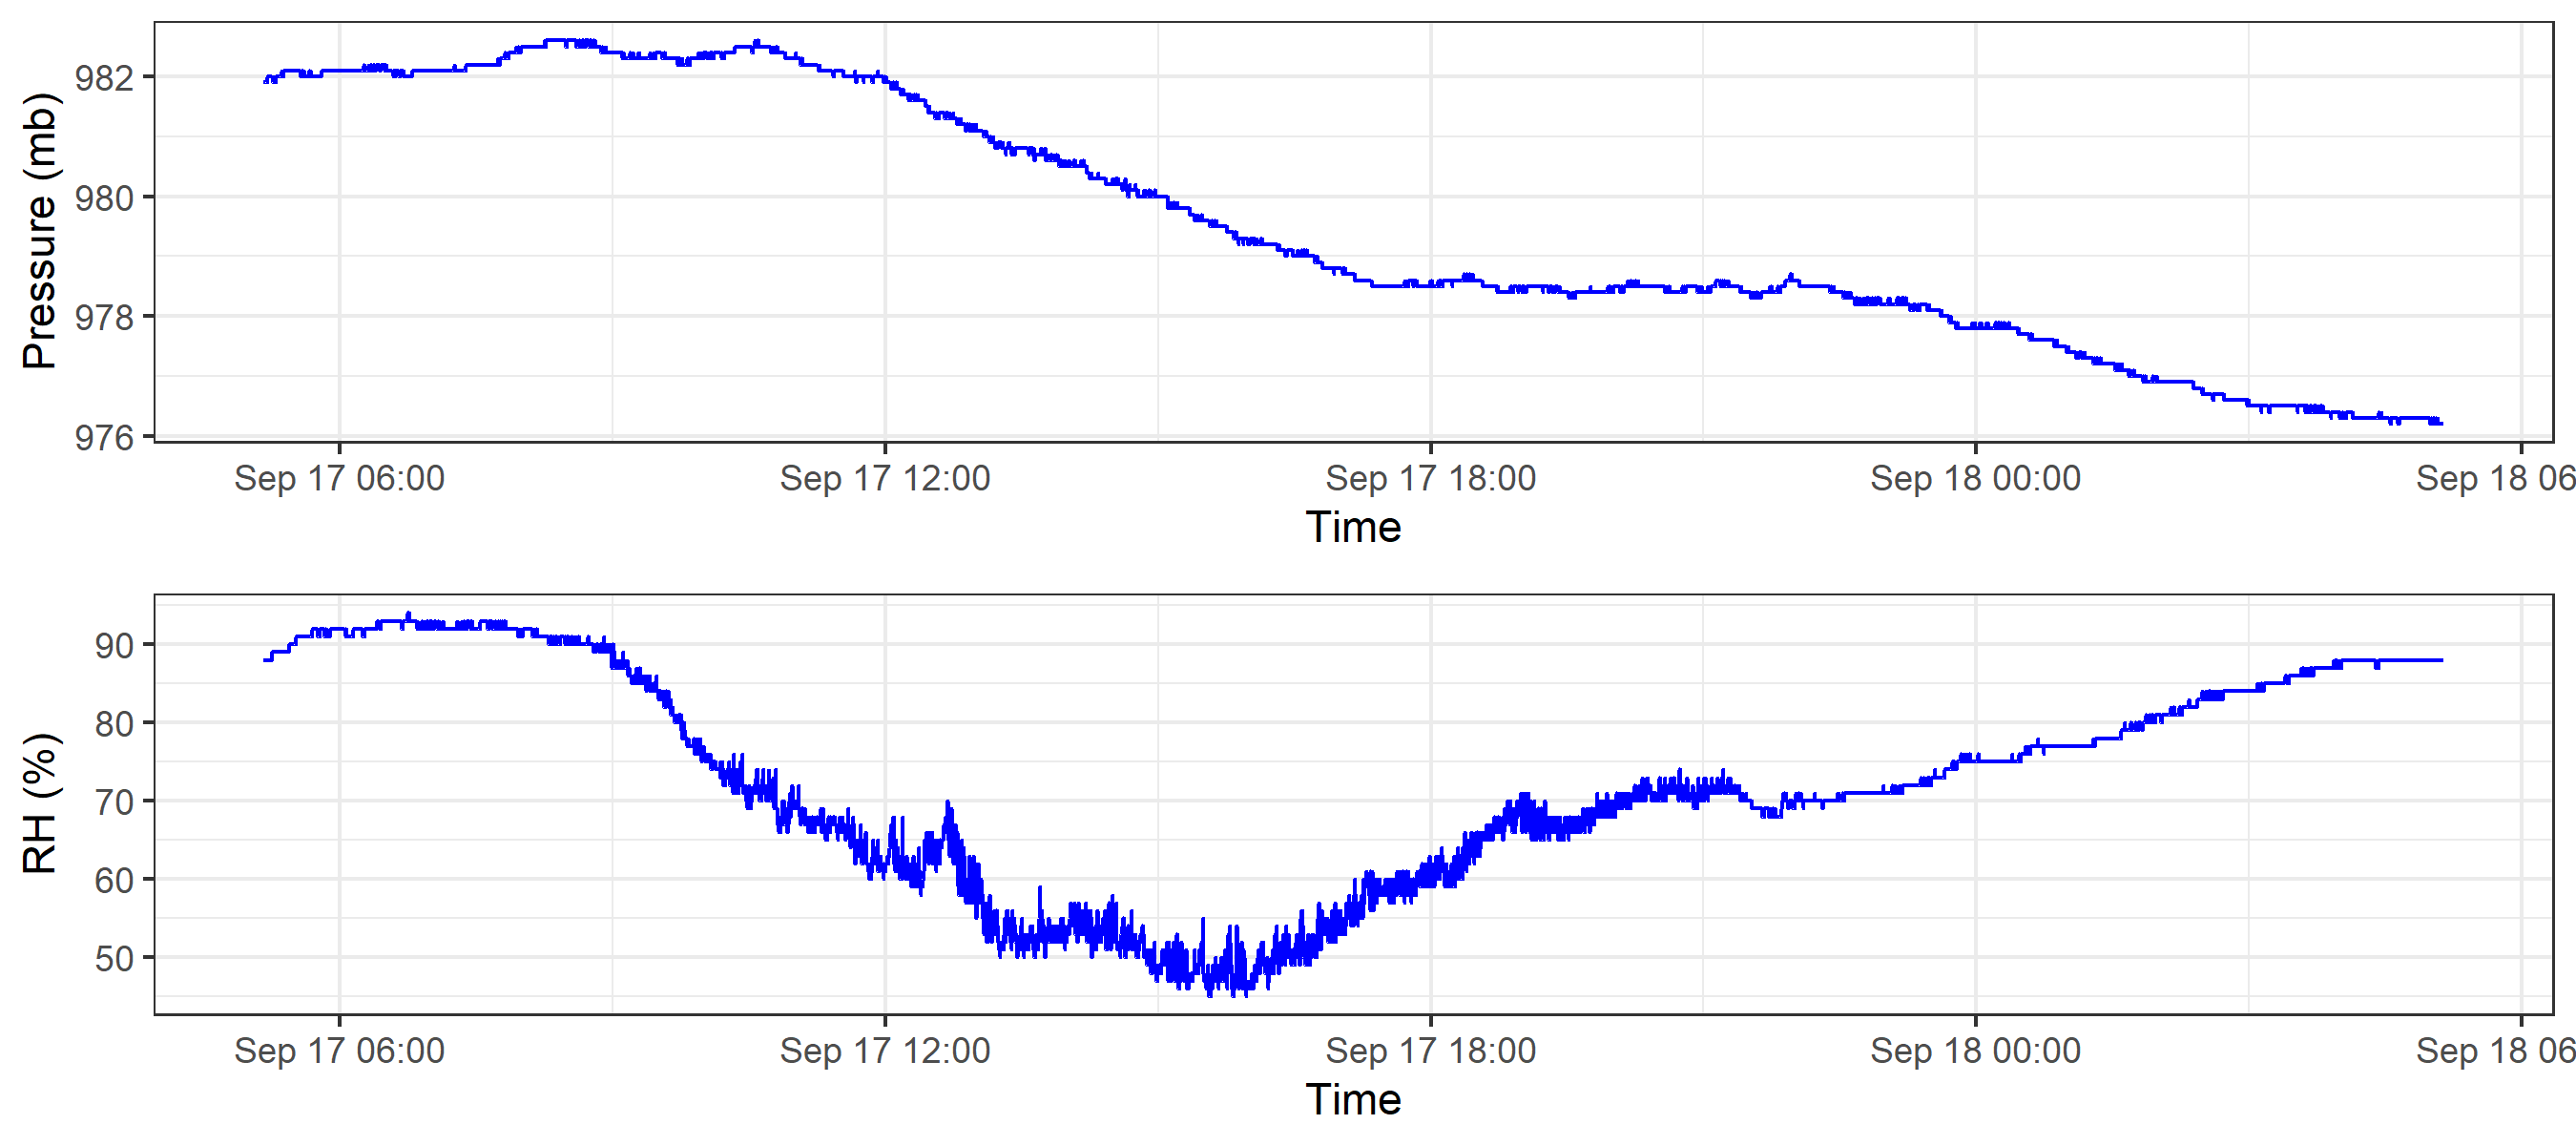 Pressure (mb)
982
980
978
976
Sep 17 06:00
Sep 17 12:00
Sep 17 18:00
Sep 18 00:00
Sep 18 06
Time
RH (%)
90
80
70
60
50
Sep 17 06:00
Sep 17 12:00
Sep 17 18:00
Sep 18 00:00
Sep 18 06
Time